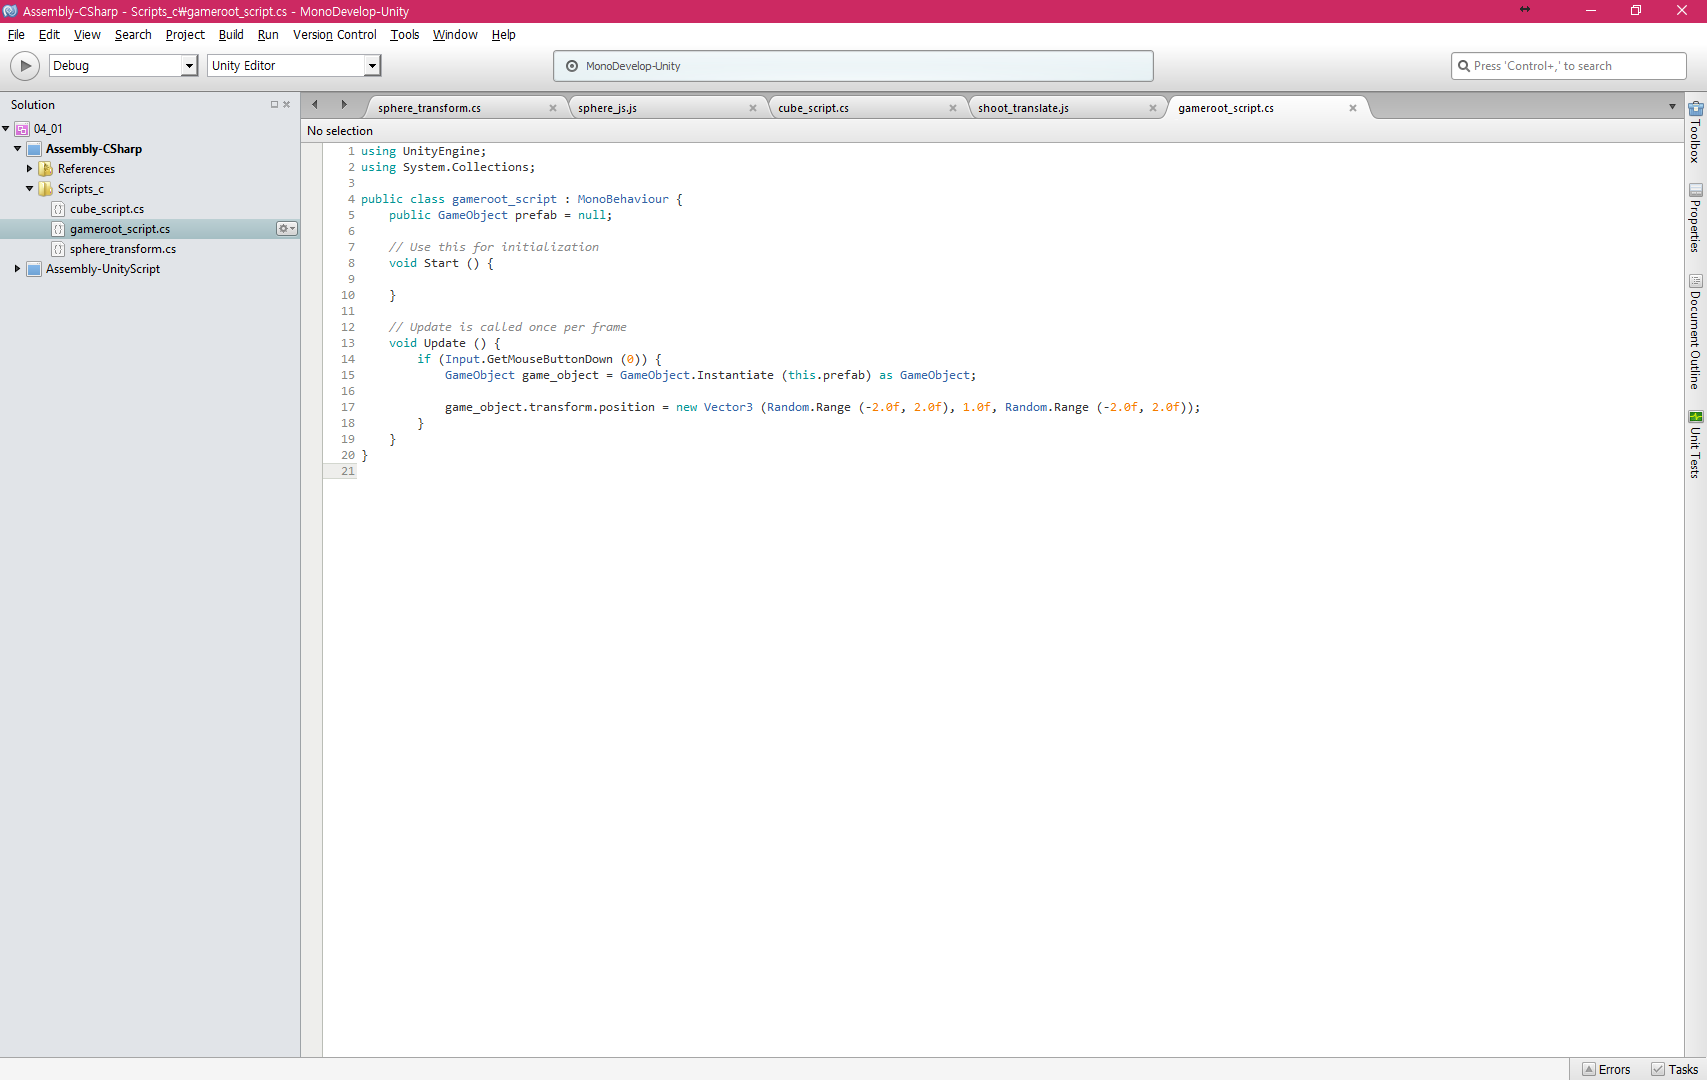 Assembly-CSharp - Scripts_c₩gameroot_script.cs - MonoDevelop-Unity
File Edit View Search Project Build Run Version Control Tools Window Help
Debug Unity Editor MonoDevelop-Unity Press 'Control+,' to search
Solution
04_01
Assembly-CSharp
References
Scripts_c
cube_script.cs
gameroot_script.cs
sphere_transform.cs
Assembly-UnityScript
sphere_transform.cs sphere_js.js cube_script.cs shoot_translate.js gameroot_script.cs
No selection
1 using UnityEngine;
2 using System.Collections;
3
4 public class gameroot_script : MonoBehaviour {
5     public GameObject prefab = null;
6
7     // Use this for initialization
8     void Start () {
9
10     }
11
12     // Update is called once per frame
13     void Update () {
14         if (Input.GetMouseButtonDown (0)) {
15             GameObject game_object = GameObject.Instantiate (this.prefab) as GameObject;
16
17             game_object.transform.position = new Vector3 (Random.Range (-2.0f, 2.0f), 1.0f, Random.Range (-2.0f, 2.0f));
18         }
19     }
20 }
21
Toolbox
Properties
Document Outline
Unit Tests
Errors Tasks